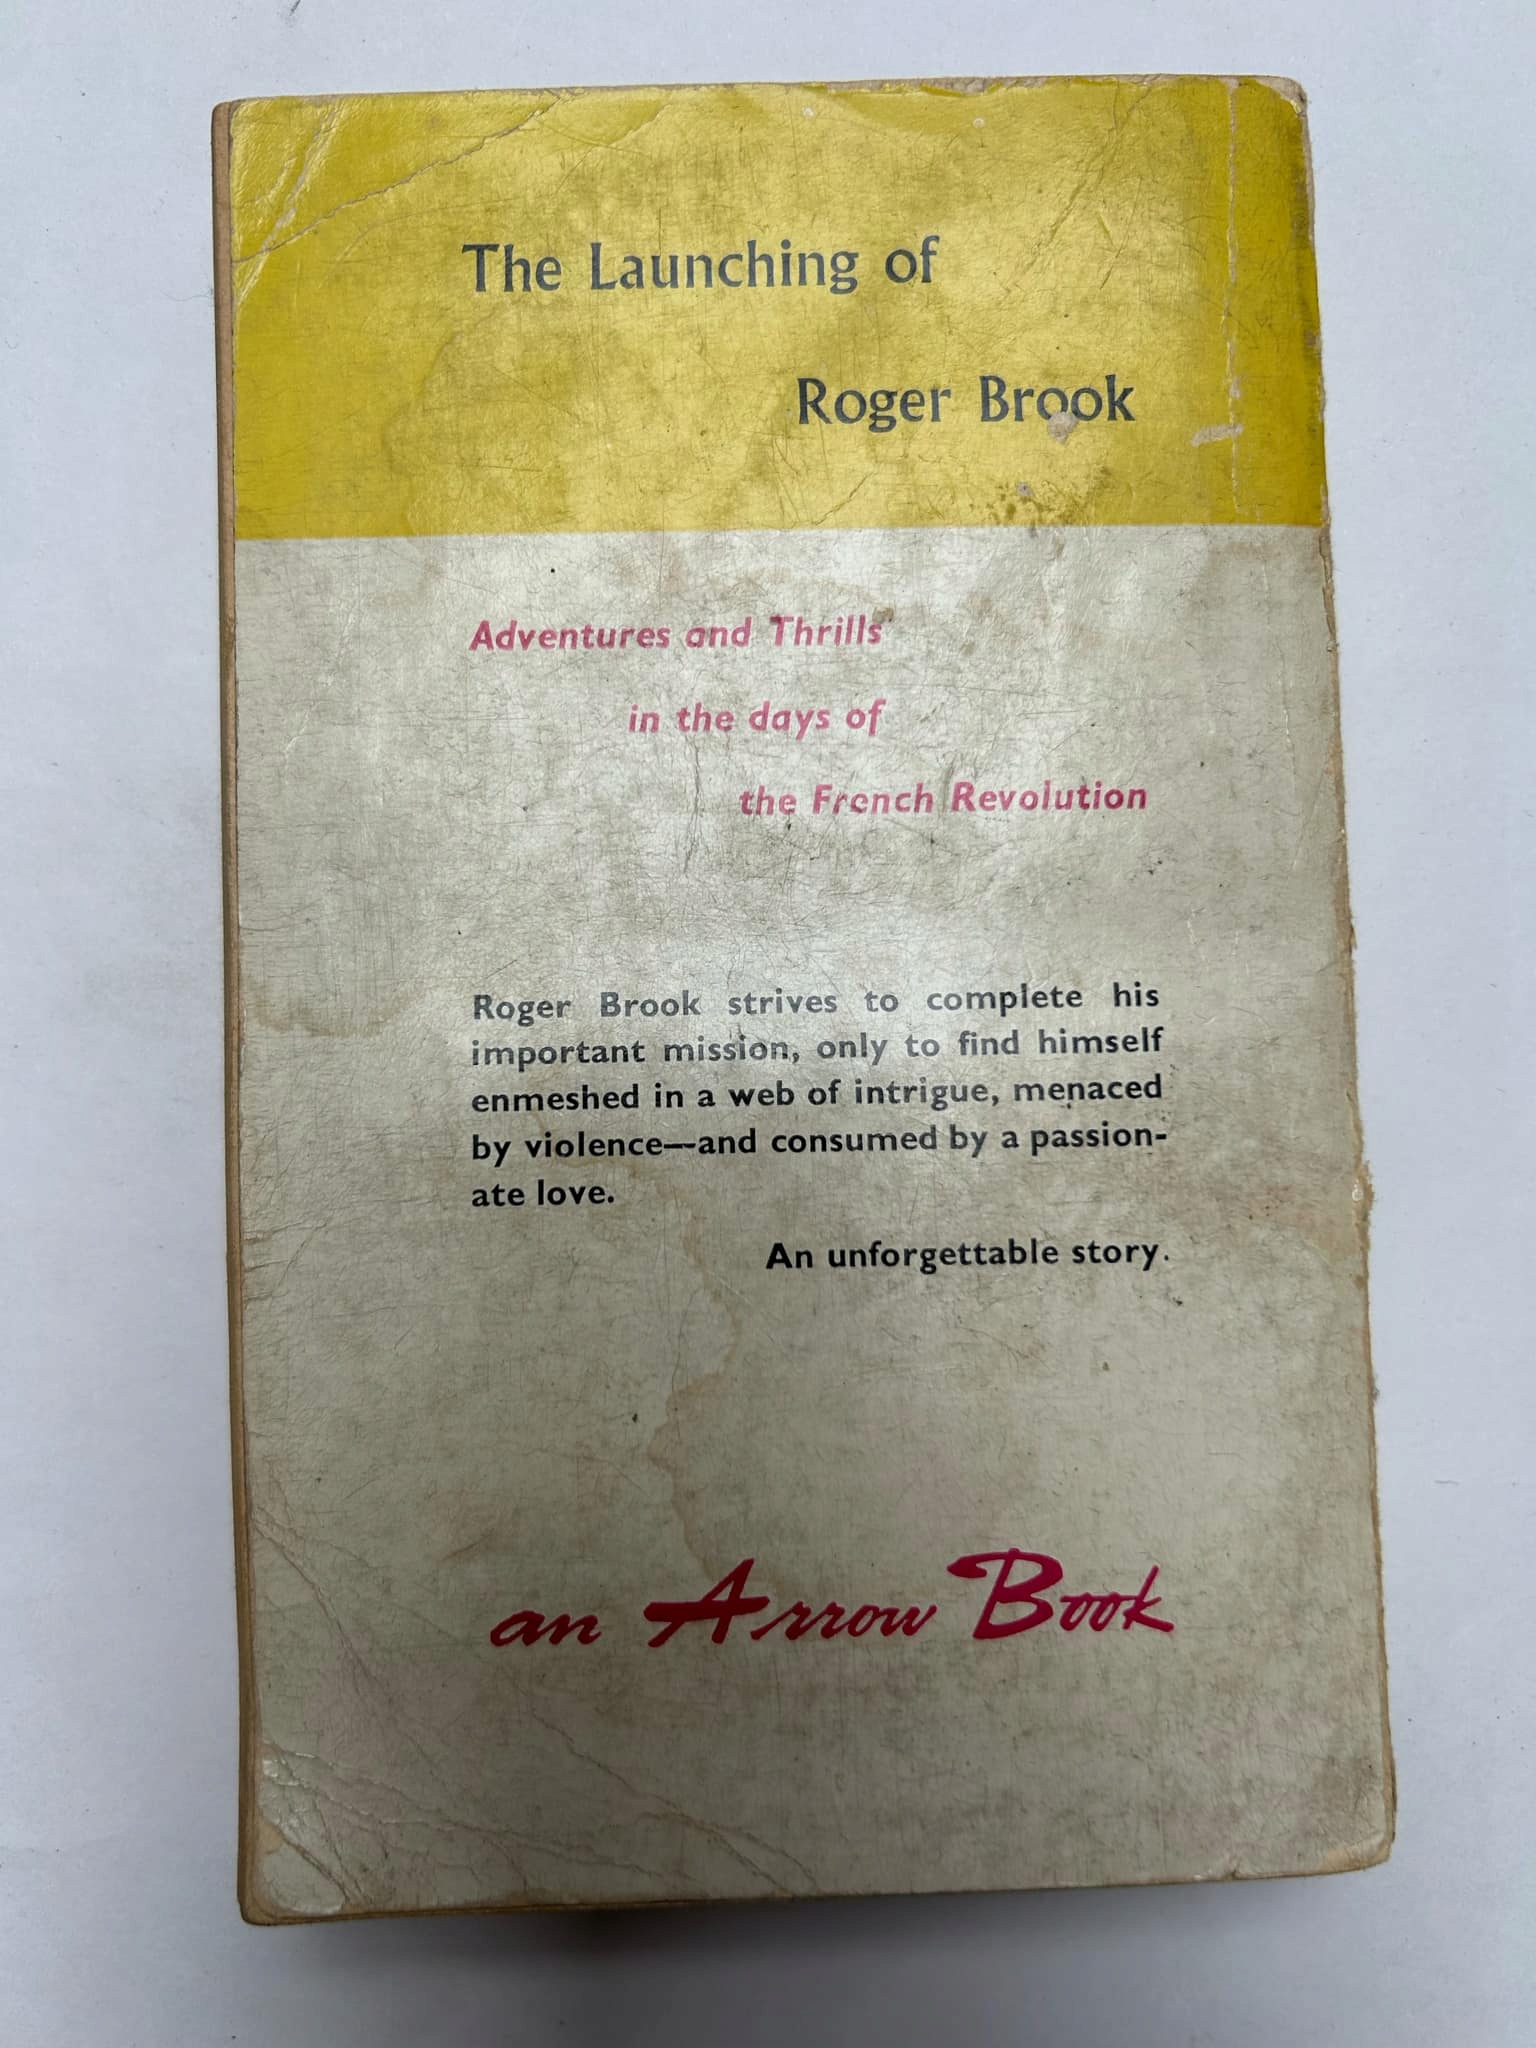 The Launching of
Roger Brook
Adventures and Thrills
in the days of
the French Revolution
Roger Brook strives to complete his
important mission, only to find himself
enmeshed in a web of intrigue, menaced
by violence—and consumed by a passion-
ate love.
An unforgettable story.
an Arrow Book